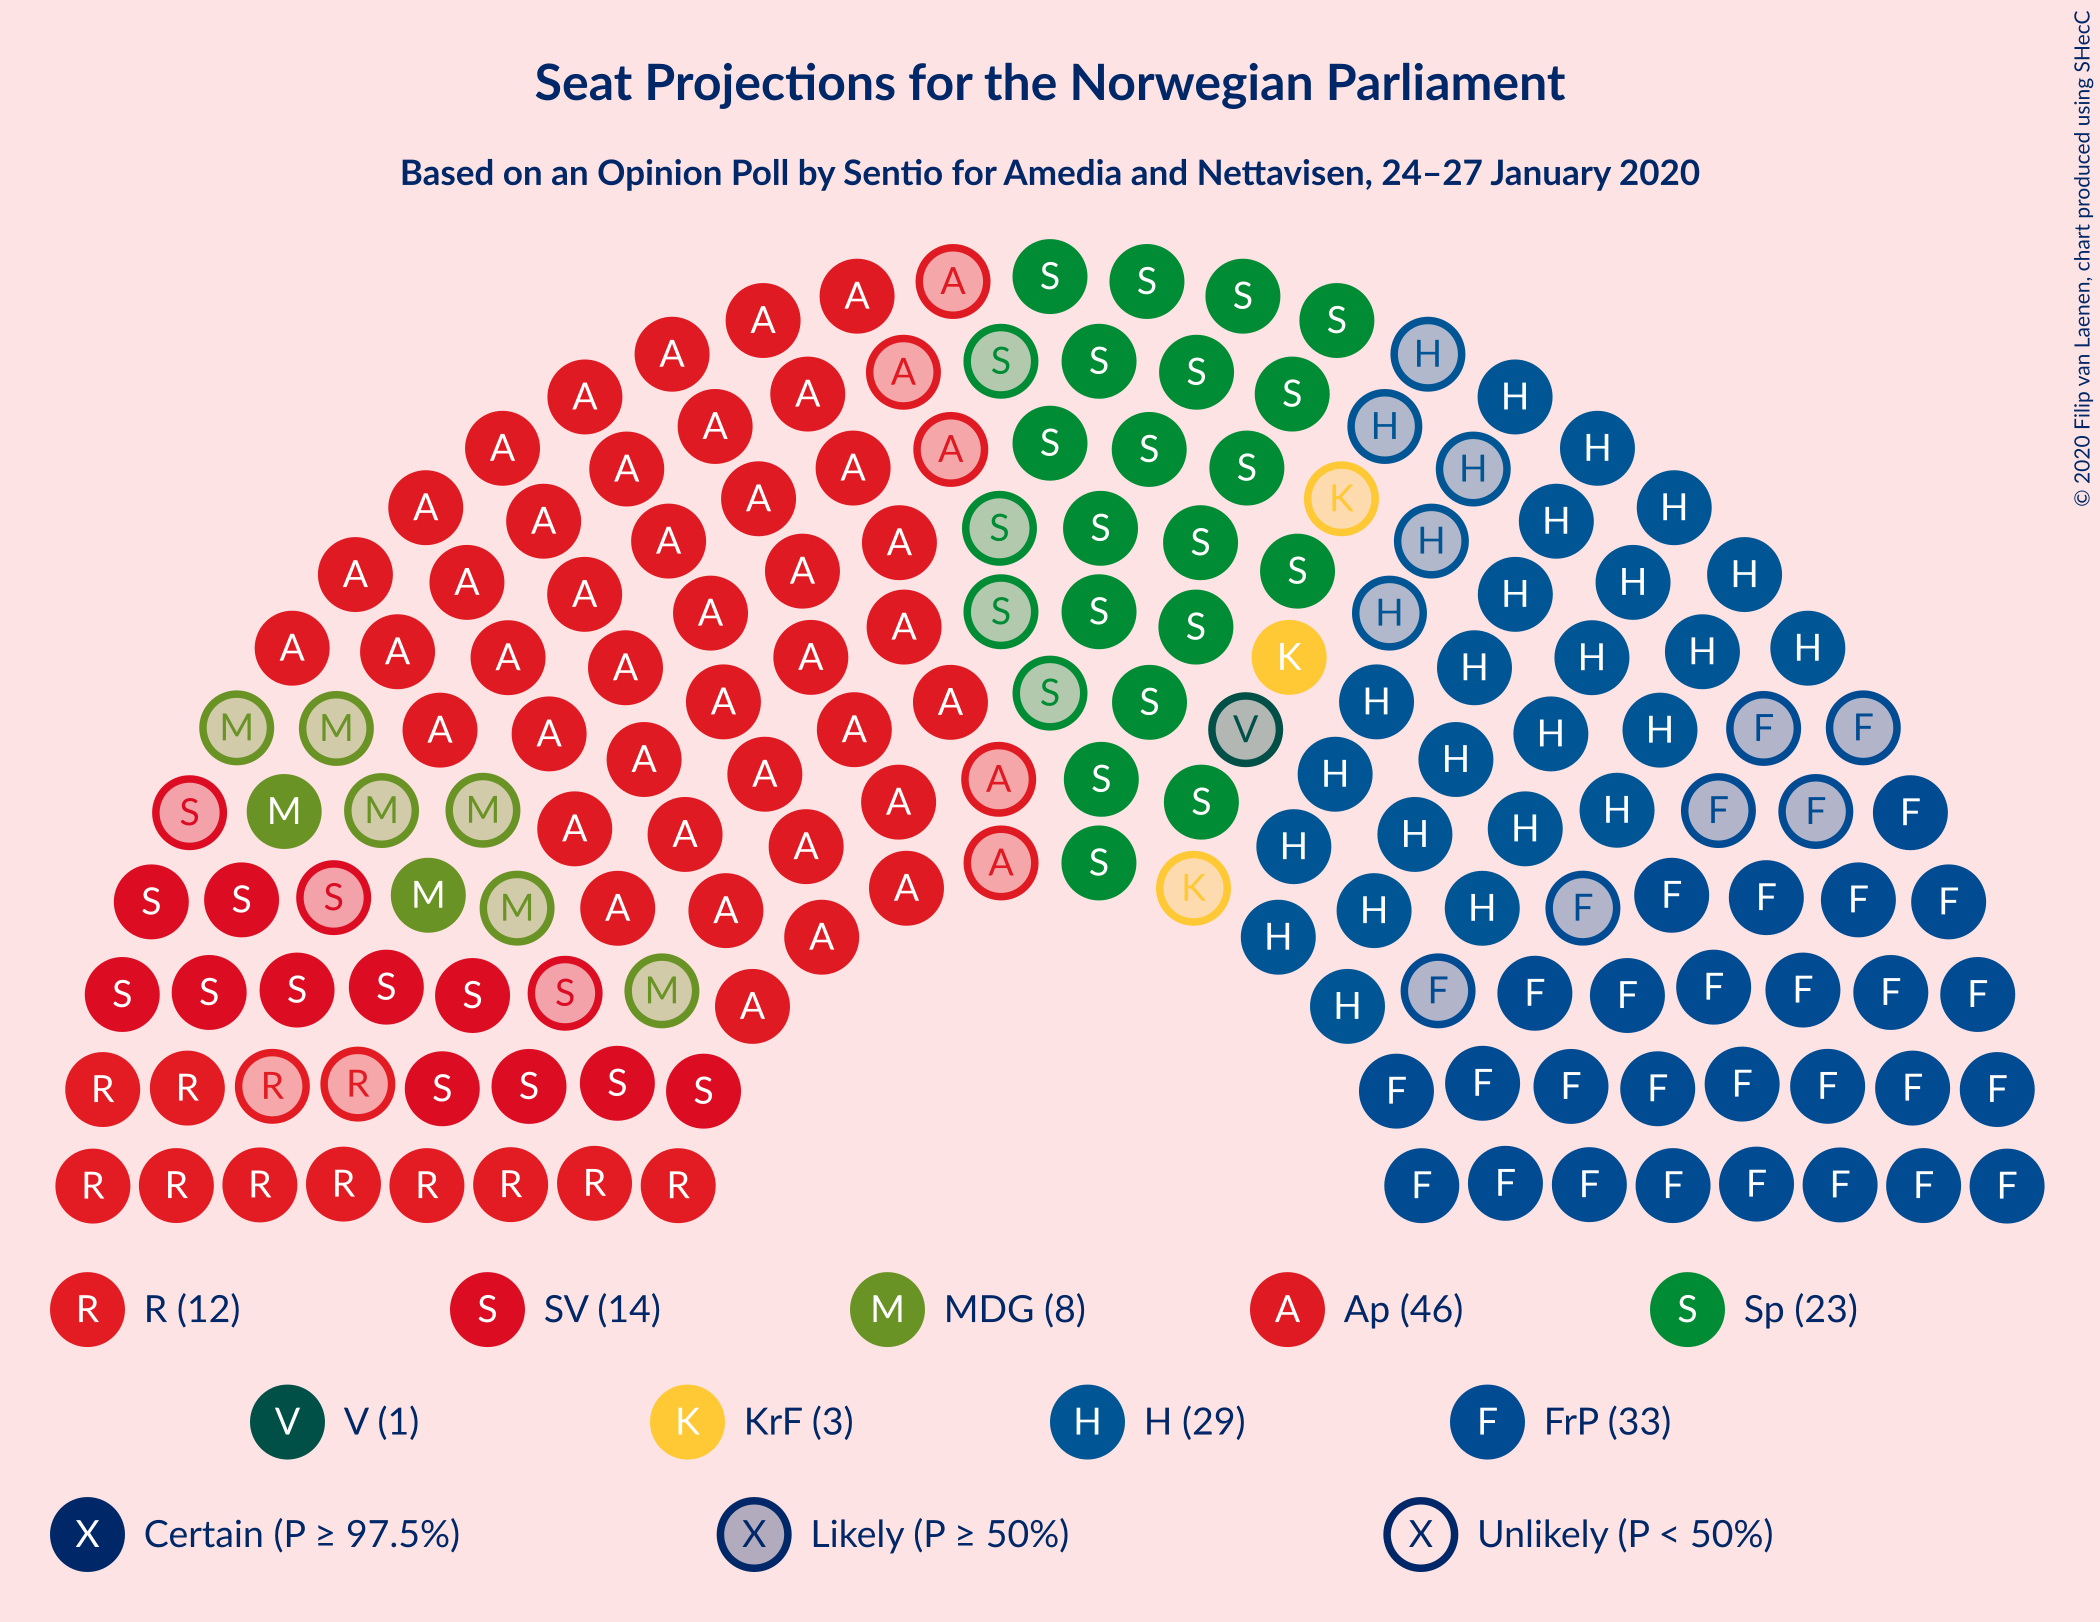 Seat Projections for the Norwegian Parliament
Based on an Opinion Poll by Sentio for Amedia and Nettavisen, 24–27 January 2020
© 2020 Filip van Laenen, chart produced using SHecC
A A S S S S
A H
A A S S S S H
A A H H
A A A S S S K H H
A A A A S S S S H H H
A A A A A S S S H H H H
A A A A A A A K H H H H
M M A A A A A A S S V H H H H F F
S M M M A A A A A S S H H H H F F F
S S S M M A A A A A S K H H H F F F F F
S S S S S S M A A H H F F F F F F F
R R R R S S S S F F F F F F F F
R R R R R R R R F F F F F F F F
R R (12) S SV (14) M MDG (8) A Ap (46) S Sp (23)
V V (1) K KrF (3) H H (29) F FrP (33)
X Certain (P ≥ 97.5%) X Likely (P ≥ 50%) X Unlikely (P < 50%)